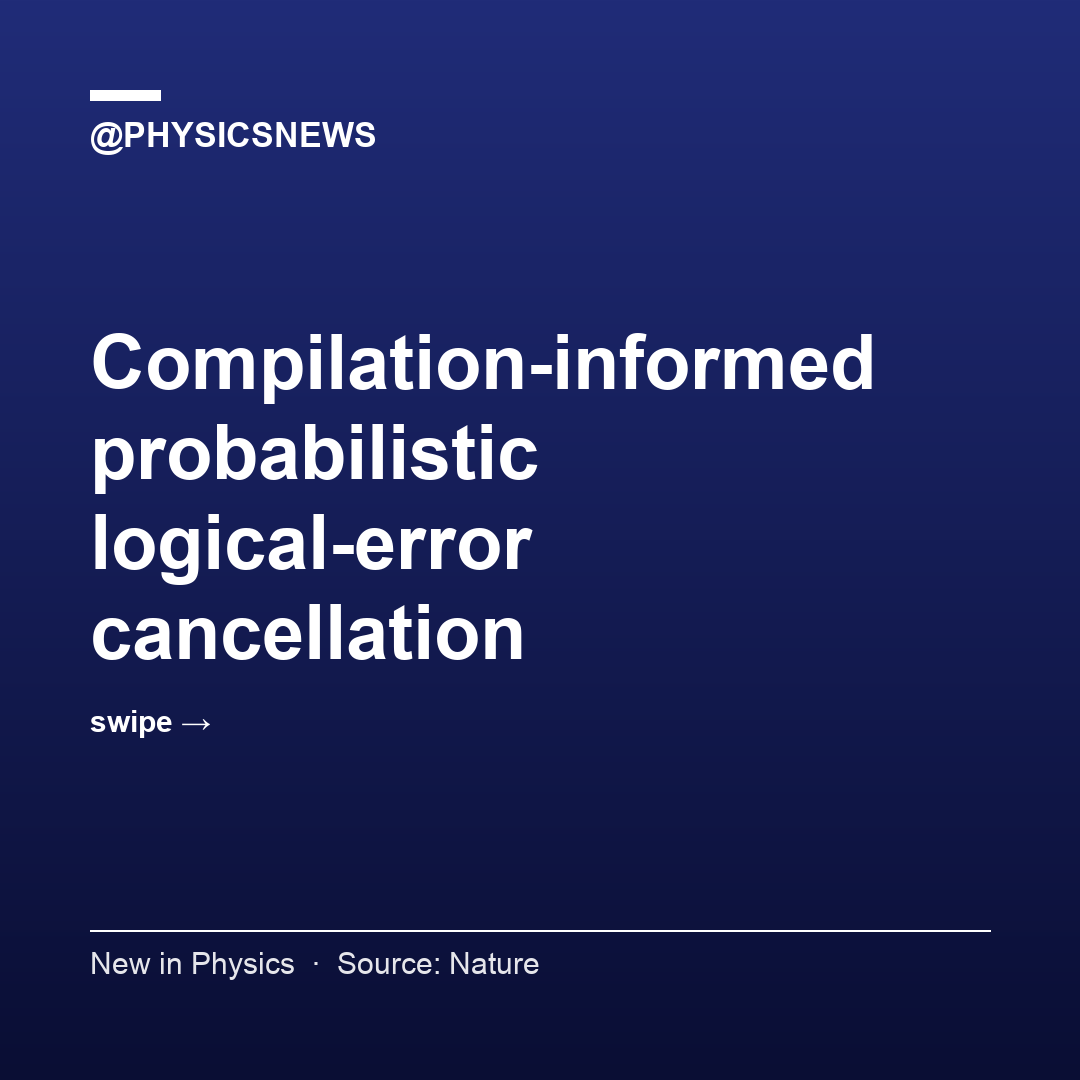 @PHYSICSNEWS
Compilation-informed
probabilistic
logical-error
cancellation
swipe →
New in Physics · Source: Nature